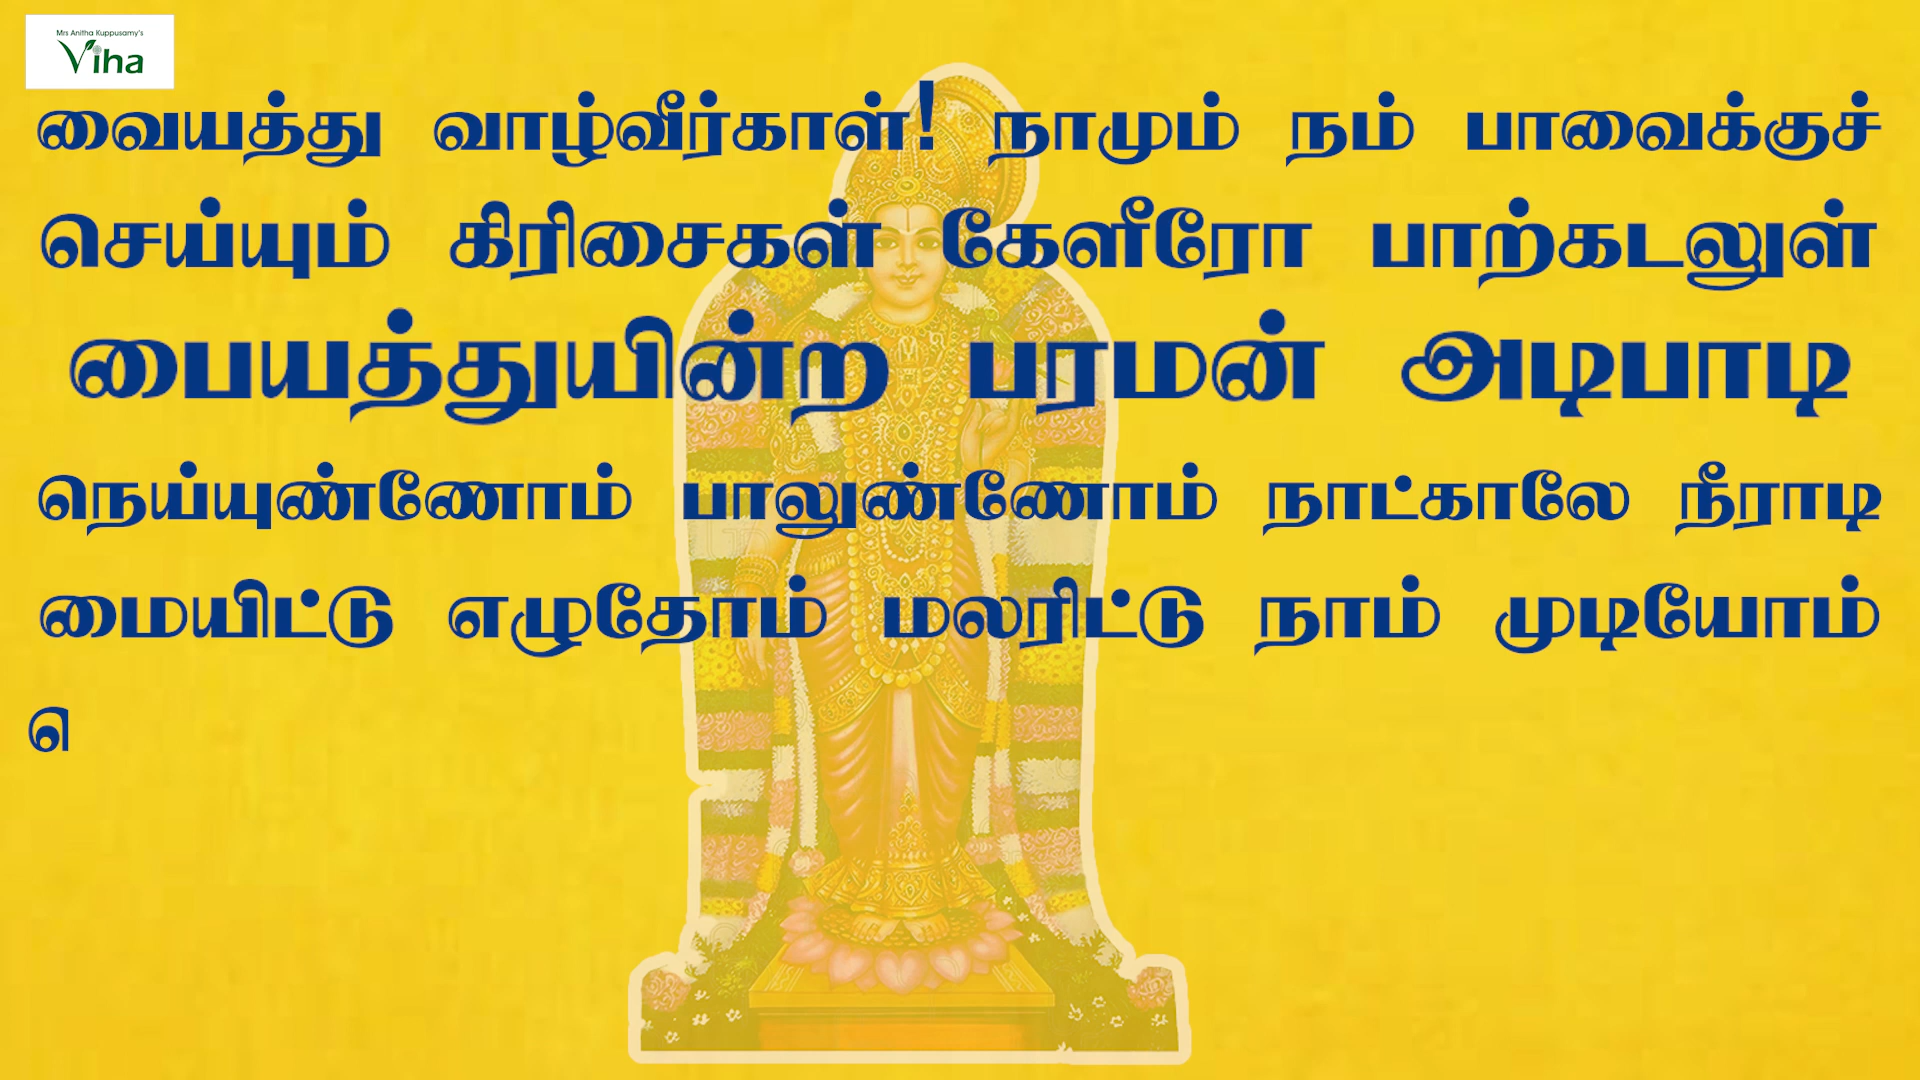 Mrs Anitha Kuppusamy's
Viha
வையத்து வாழ்வீர்காள்! நாமும் நம் பாவைக்குச்
செய்யும் கிரிசைகள் கேளீரோ பாற்கடலுள்
பையத்துயின்ற பரமன் அடிபாடி
நெய்யுண்ணோம் பாலுண்ணோம் நாட்காலே நீராடி
மையிட்டு எழுதோம் மலரிட்டு நாம் முடியோம்